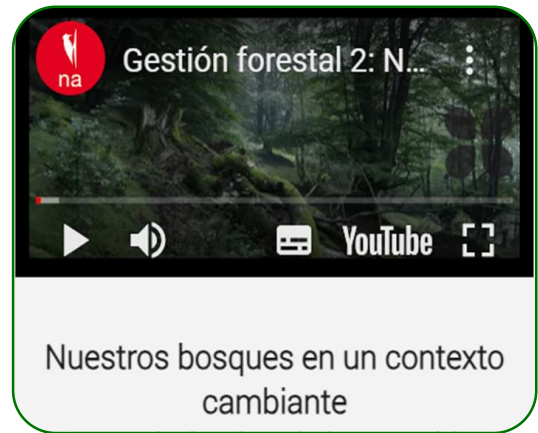 na
Gestión forestal 2: N...
YouTube
Nuestros bosques en un contexto
cambiante